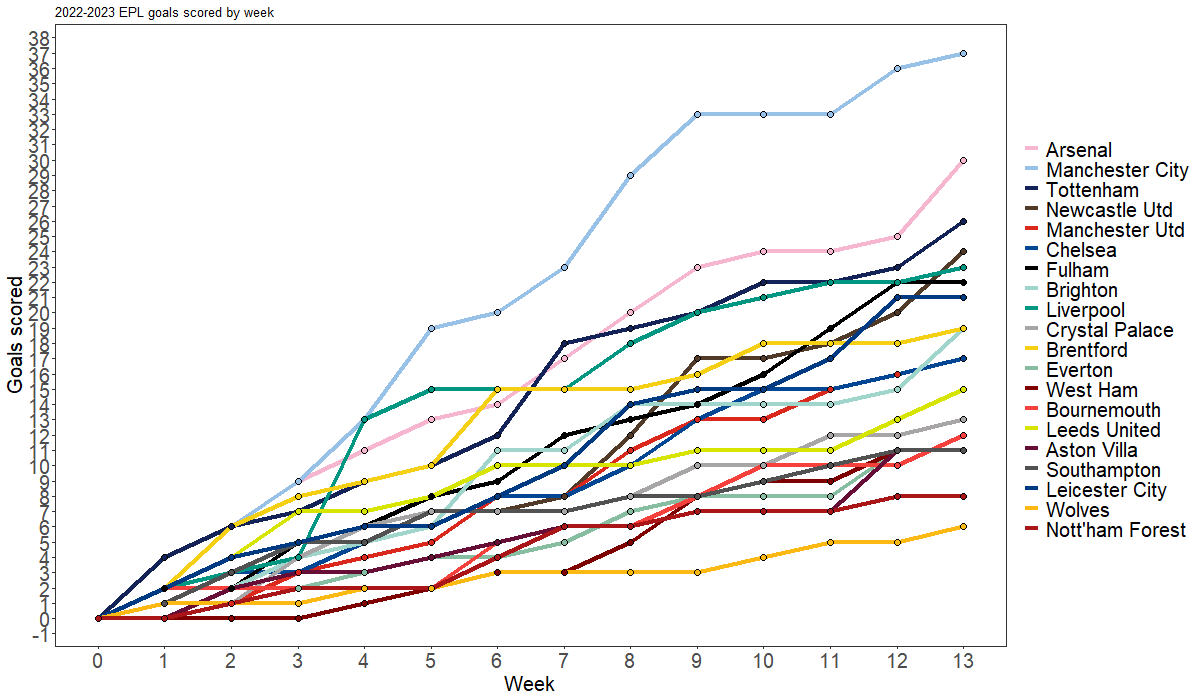 2022-2023 EPL goals scored by week
38
37
36
35
34
33
32
31
30
29
28
27
26
25
24
23
22
21
20
19
18
17
16
15
14
13
12
11
10
9
8
7
6
5
4
3
2
1
0
-1
Goals scored
0 1 2 3 4 5 6 7 8 9 10 11 12 13
Week
Arsenal
Manchester City
Tottenham
Newcastle Utd
Manchester Utd
Chelsea
Fulham
Brighton
Liverpool
Crystal Palace
Brentford
Everton
West Ham
Bournemouth
Leeds United
Aston Villa
Southampton
Leicester City
Wolves
Nott'ham Forest